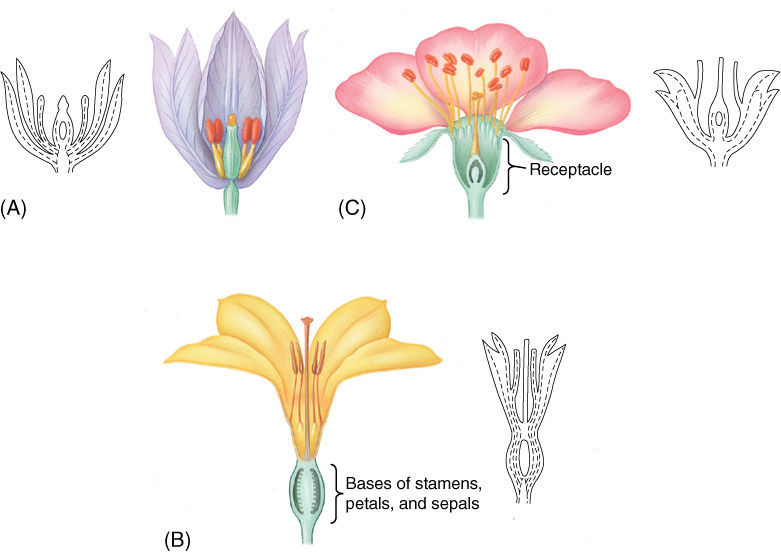 (A)
(C)
Receptacle
Bases of stamens,
petals, and sepals
(B)